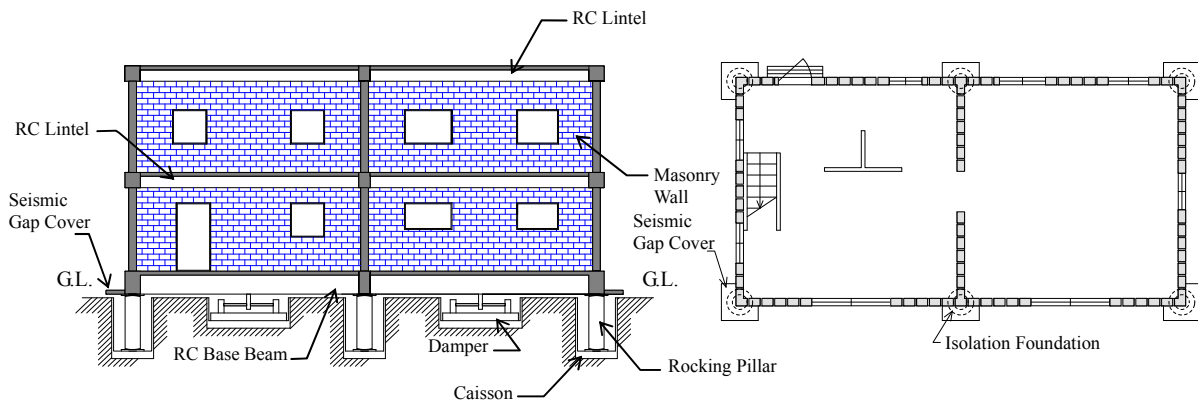 RC Lintel
RC Lintel
Seismic
Gap Cover
G.L.
Masonry
Wall
G.L.
RC Base Beam
Damper
Caisson
Rocking Pillar
Seismic
Gap Cover
Isolation Foundation